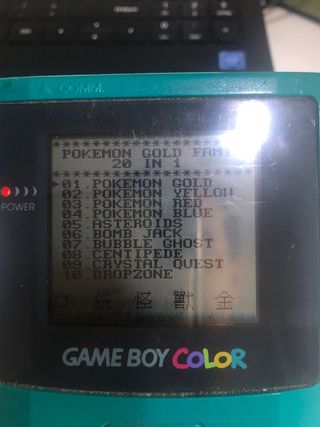 COMM.
********************
POKEMON GOLD FAMI
20 IN 1
********************
01.POKEMON GOLD
02.POKEMON YELLOW
03.POKEMON RED
04.POKEMON BLUE
05.ASTEROIDS
06.BOMB JACK
07.BUBBLE GHOST
08.CENTIPEDE
09.CRYSTAL QUEST
10.DROPZONE
金
POWER
GAME BOY COLOR